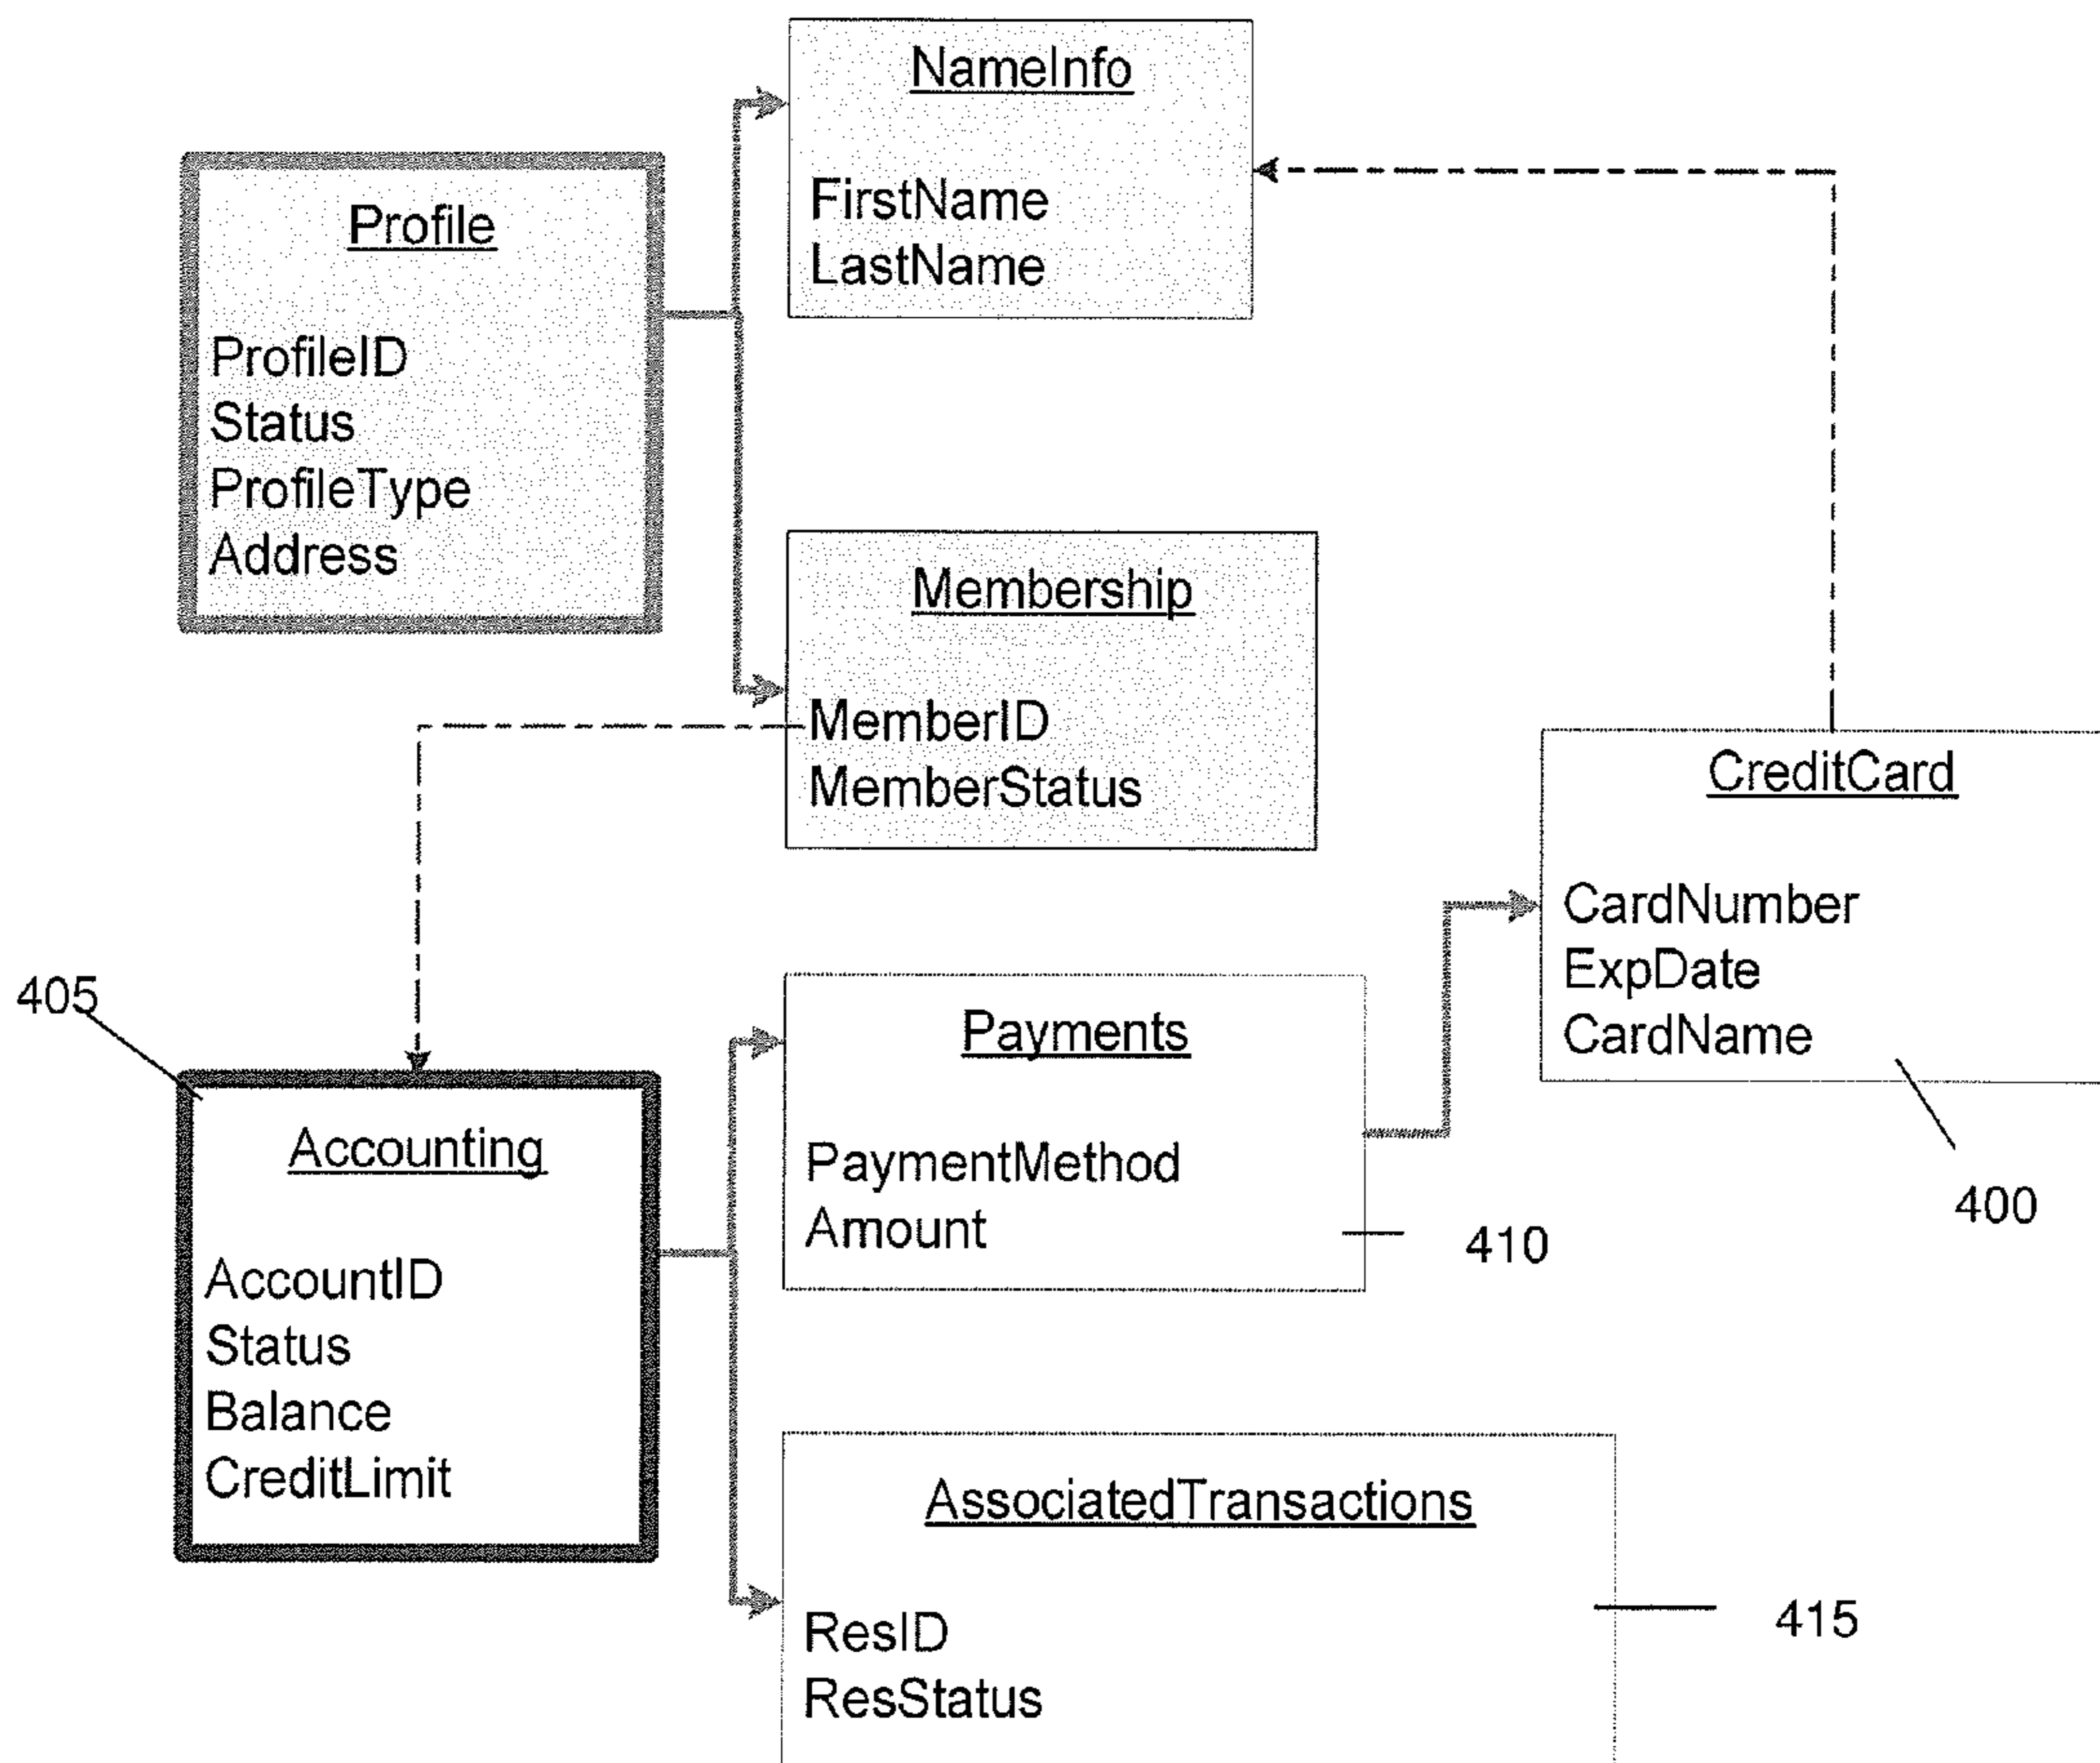 NameInfo
FirstName
LastName
Profile
ProfileID
Status
ProfileType
Address
Membership
MemberID
MemberStatus
CreditCard
CardNumber
ExpDate
CardName
400
405
Accounting
AccountID
Status
Balance
CreditLimit
Payments
PaymentMethod
Amount
410
AssociatedTransactions
ResID
ResStatus
415